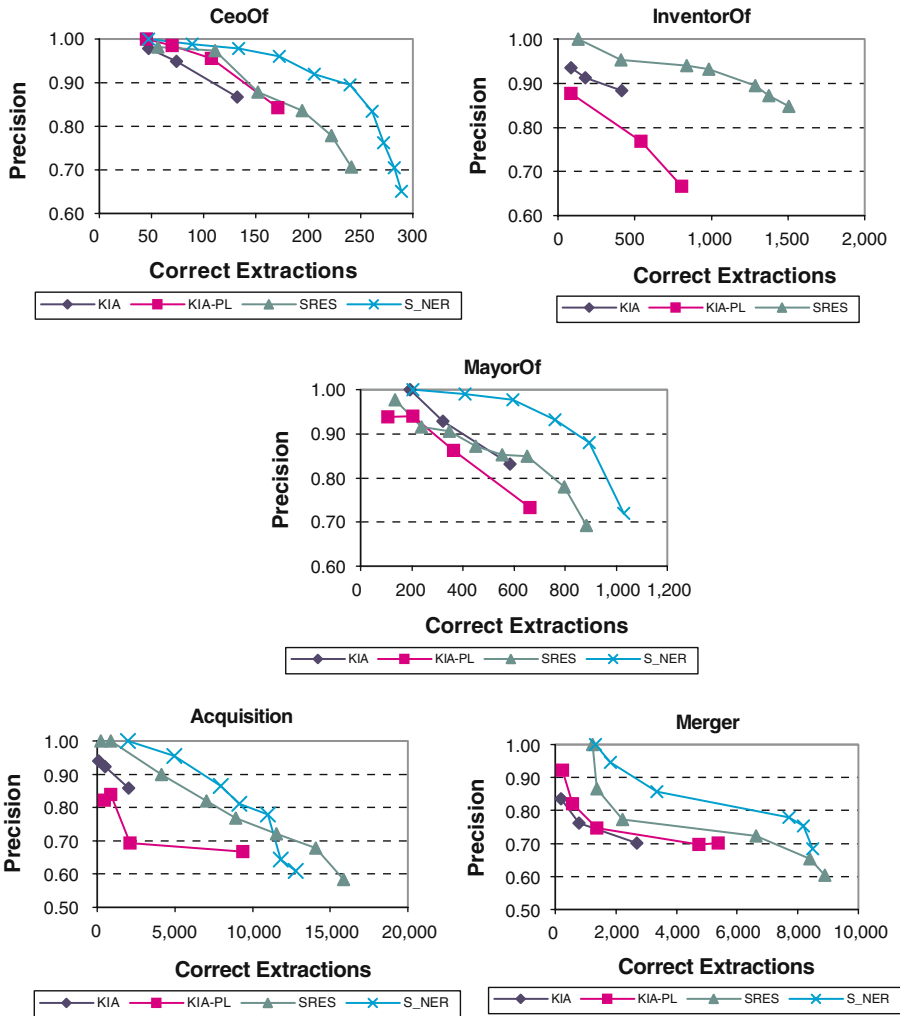 CeoOf
1.00
0.90
0.80
0.70
0.60
Precision
0 50 100 150 200 250 300
Correct Extractions
KIA KIA-PL SRES S_NER
InventorOf
1.00
0.90
0.80
0.70
0.60
Precision
0 500 1,000 1,500 2,000
Correct Extractions
KIA KIA-PL SRES
MayorOf
1.00
0.90
0.80
0.70
0.60
Precision
0 200 400 600 800 1,000 1,200
Correct Extractions
KIA KIA-PL SRES S_NER
Acquisition
1.00
0.90
0.80
0.70
0.60
0.50
Precision
0 5,000 10,000 15,000 20,000
Correct Extractions
KIA KIA-PL SRES S_NER
Merger
1.00
0.90
0.80
0.70
0.60
0.50
Precision
0 2,000 4,000 6,000 8,000 10,000
Correct Extractions
KIA KIA-PL SRES S_NER